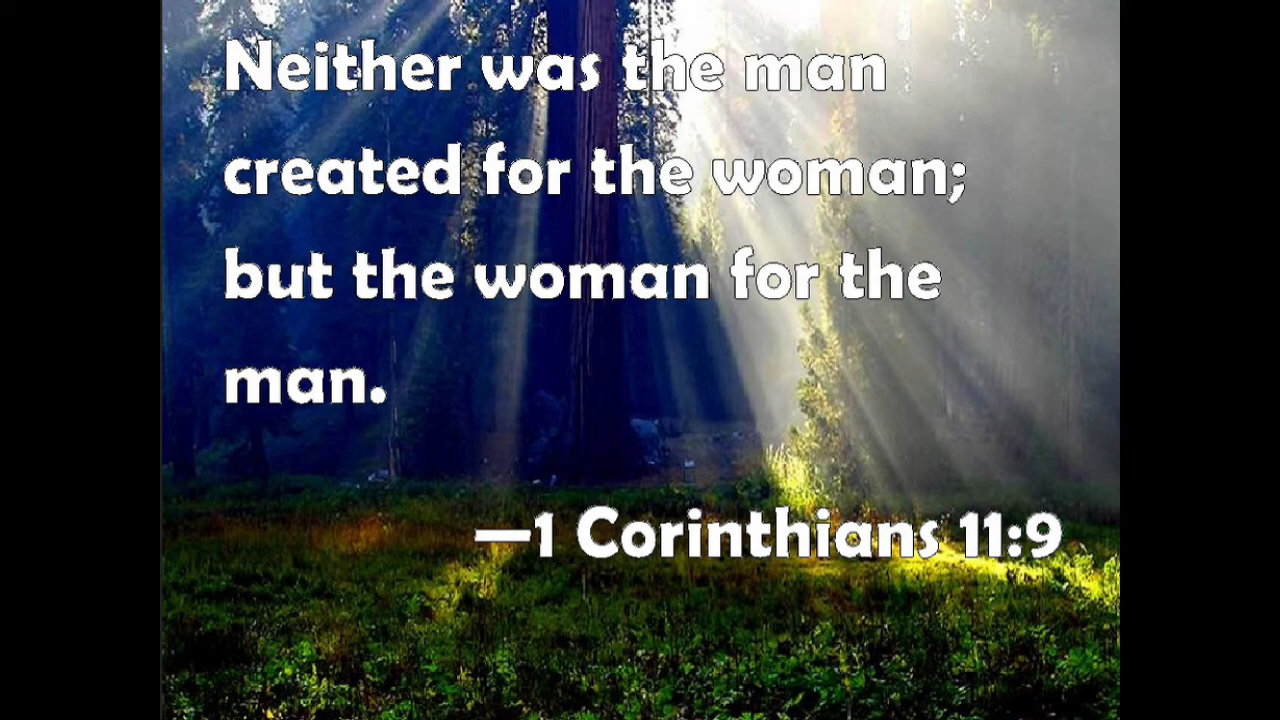 Neither was the man
created for the woman;
but the woman for the
man.
—1 Corinthians 11:9